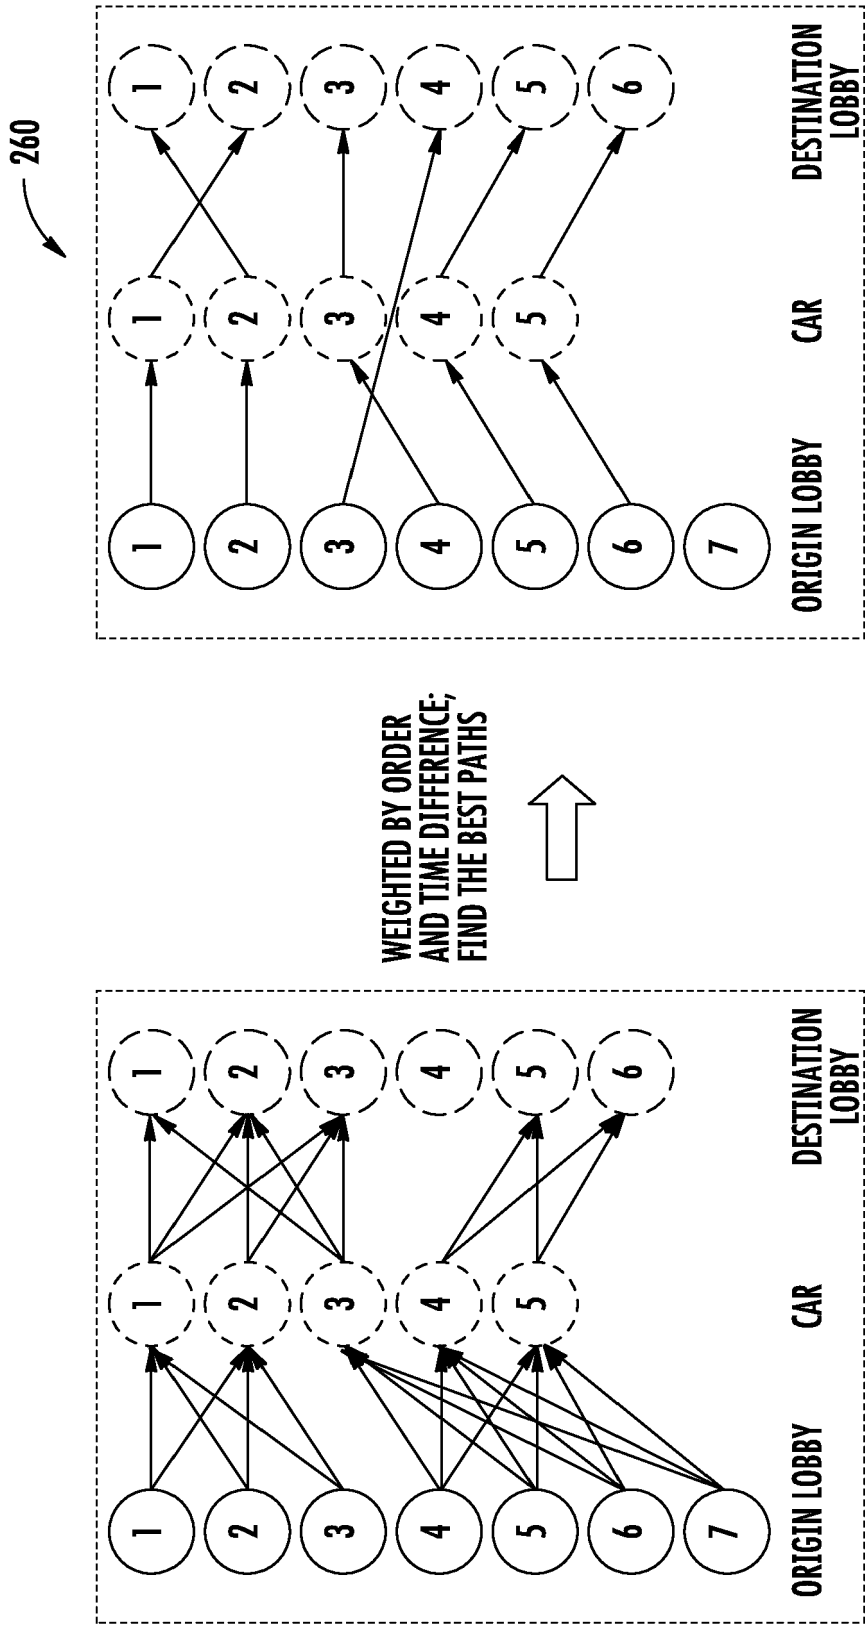 260
1 1 1
2 2 2
3 3 3
4 4 4
5 5 5
6 6
7
ORIGIN LOBBY
CAR
DESTINATION
LOBBY
WEIGHTED BY ORDER
AND TIME DIFFERENCE;
FIND THE BEST PATHS
1 1 1
2 2 2
3 3 3
4 4 4
5 5 5
6 6
7
ORIGIN LOBBY
CAR
DESTINATION
LOBBY